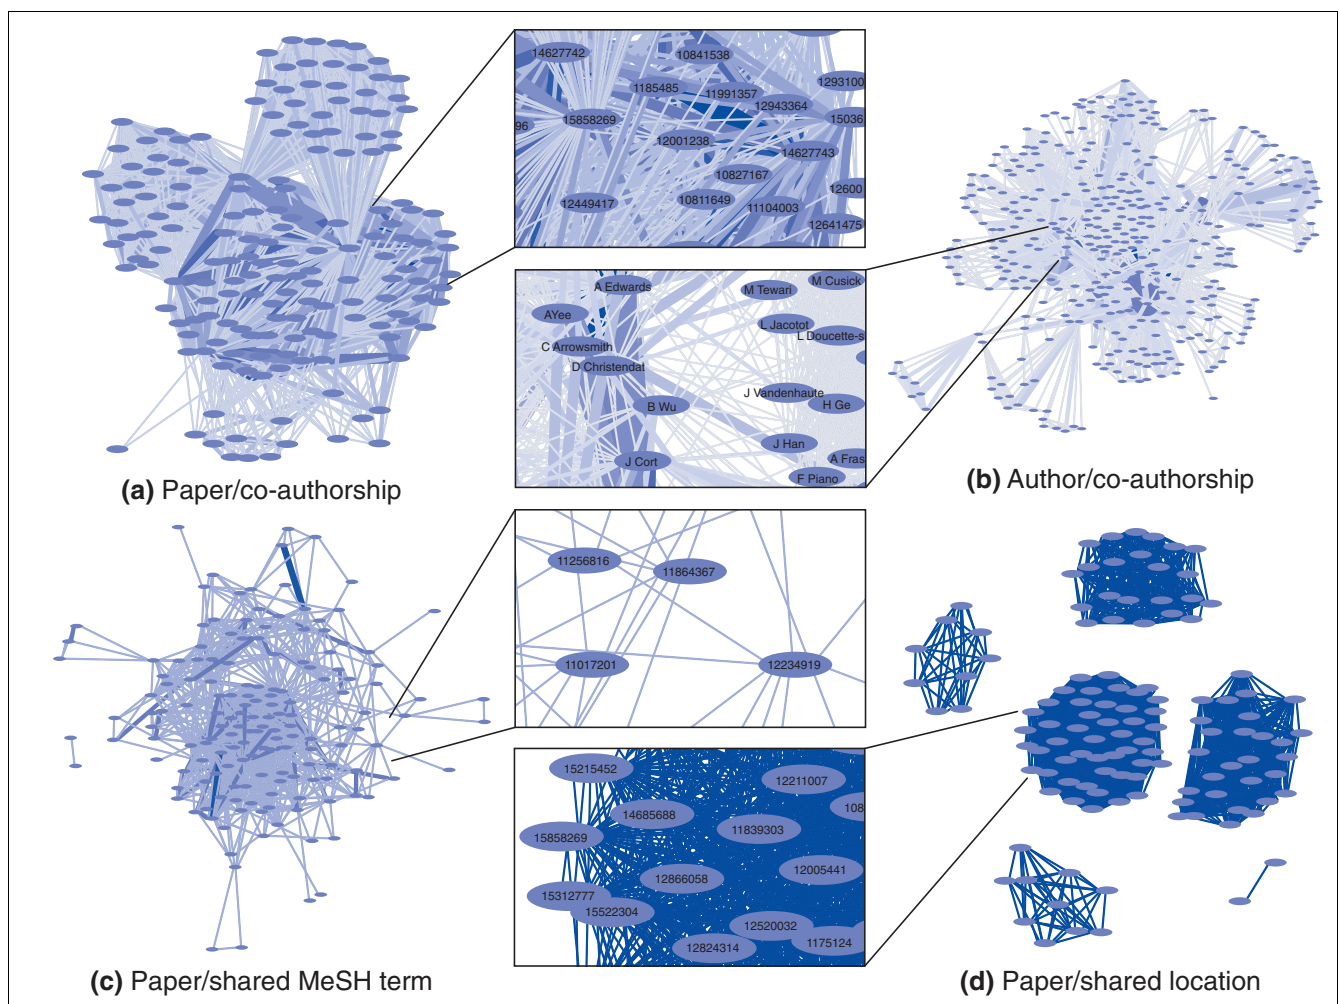 14627742
10841538
1293100
1185485
11991357
12943364
96
15858269
15036
12001238
14627743
10827167
12600
12449417
10811649
11104003
12641475
A Edwards
M Tewari
M Cusick
AYee
L Jacotot
L Doucette-s
C Arrowsmith
D Christendat
J Vandenhaute
B Wu
H Ge
J Han
J Cort
A Fras
F Piano
(a) Paper/co-authorship
(b) Author/co-authorship
11256816
11864367
11017201
12234919
15215452
12211007
108
14685688
11839303
15858269
12005441
12866058
15312777
15522304
12520032
12824314
1175124
(c) Paper/shared MeSH term
(d) Paper/shared location